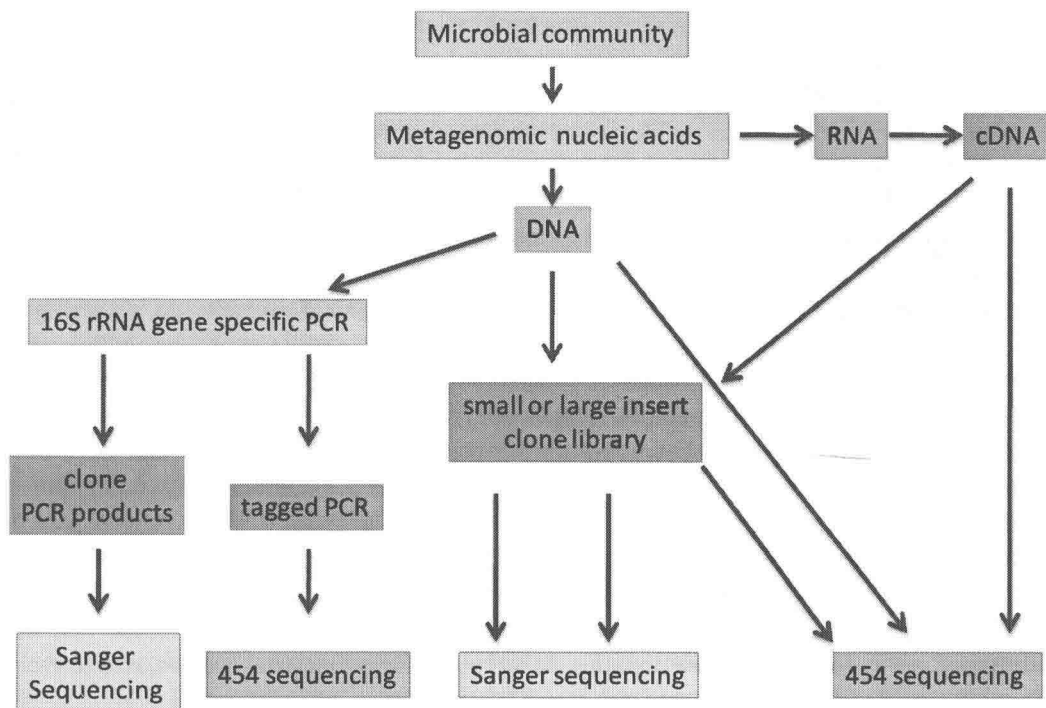 Microbial community
Metagenomic nucleic acids
RNA
cDNA
DNA
16S rRNA gene specific PCR
small or large insert
clone library
clone
PCR products
tagged PCR
Sanger
Sequencing
454 sequencing
Sanger sequencing
454 sequencing